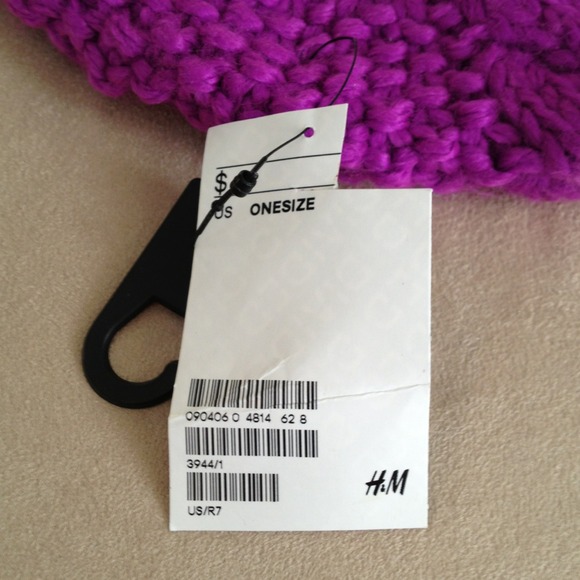 $
US ONESIZE
090406 0 4814 62 8
3944/1
H&M
US/R7